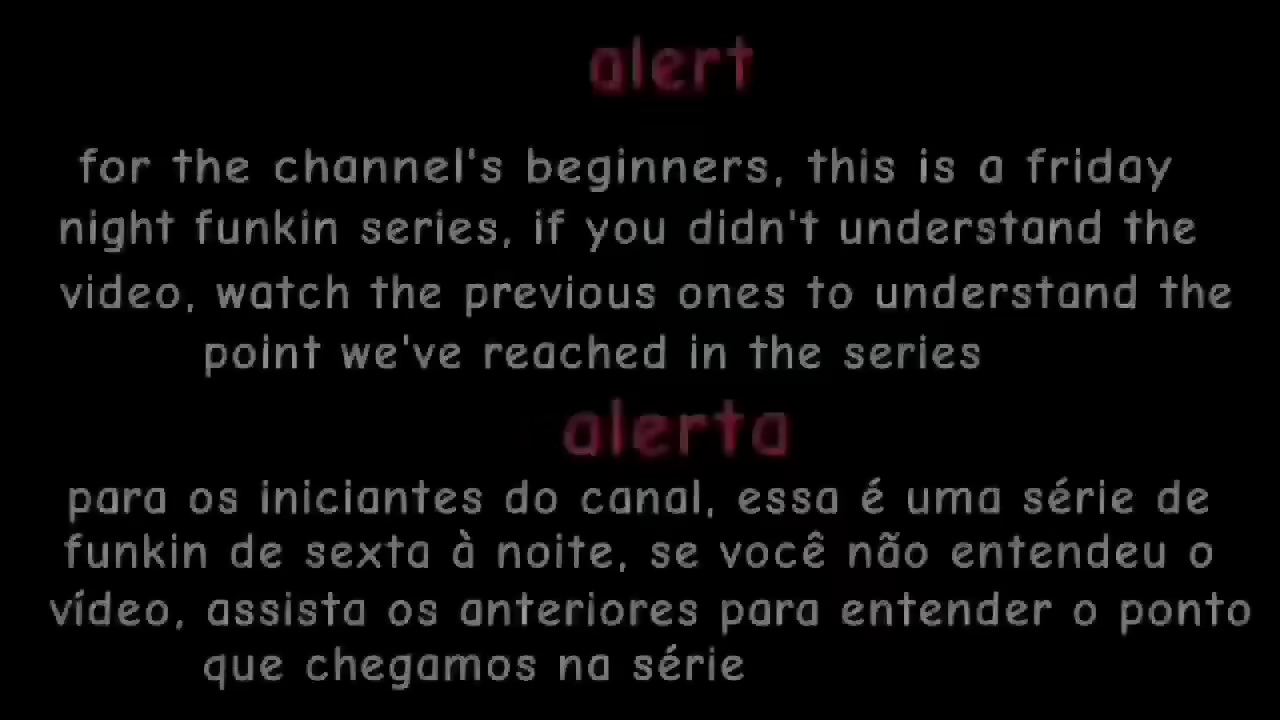 alert
for the channel's beginners, this is a friday
night funkin series, if you didn't understand the
video, watch the previous ones to understand the
point we've reached in the series
alerta
para os iniciantes do canal, essa é uma série de
funkin de sexta à noite, se você não entendeu o
vídeo, assista os anteriores para entender o ponto
que chegamos na série